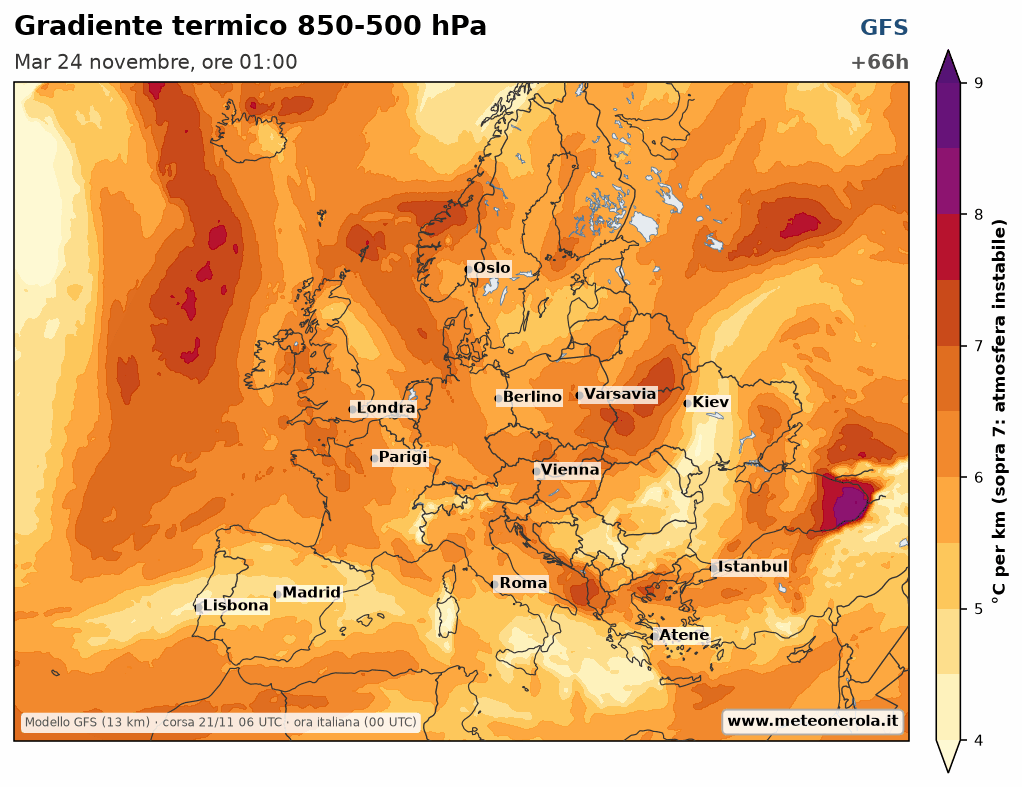 Gradiente termico 850-500 hPa
GFS
Mar 24 novembre, ore 01:00
+66h
Oslo
Londra
Berlino
Varsavia
Kiev
Parigi
Vienna
Istanbul
Roma
Madrid
Lisbona
Atene
Modello GFS (13 km) · corsa 21/11 06 UTC · ora italiana (00 UTC)
www.meteonerola.it
9
8
7
6
5
4
°C per km (sopra 7: atmosfera instabile)